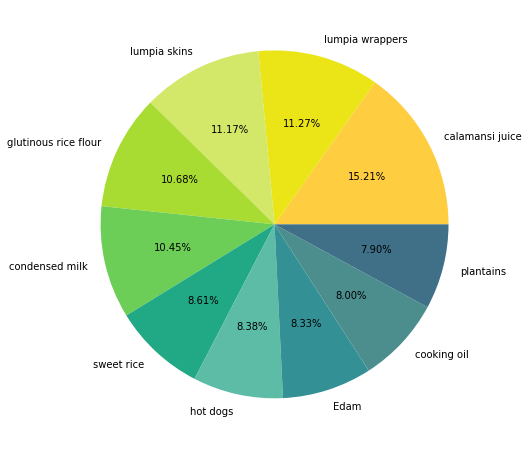 lumpia wrappers
lumpia skins
calamansi juice
glutinous rice flour
condensed milk
sweet rice
hot dogs
Edam
cooking oil
plantains
11.27%
11.17%
15.21%
10.68%
10.45%
8.61%
8.38%
8.33%
8.00%
7.90%